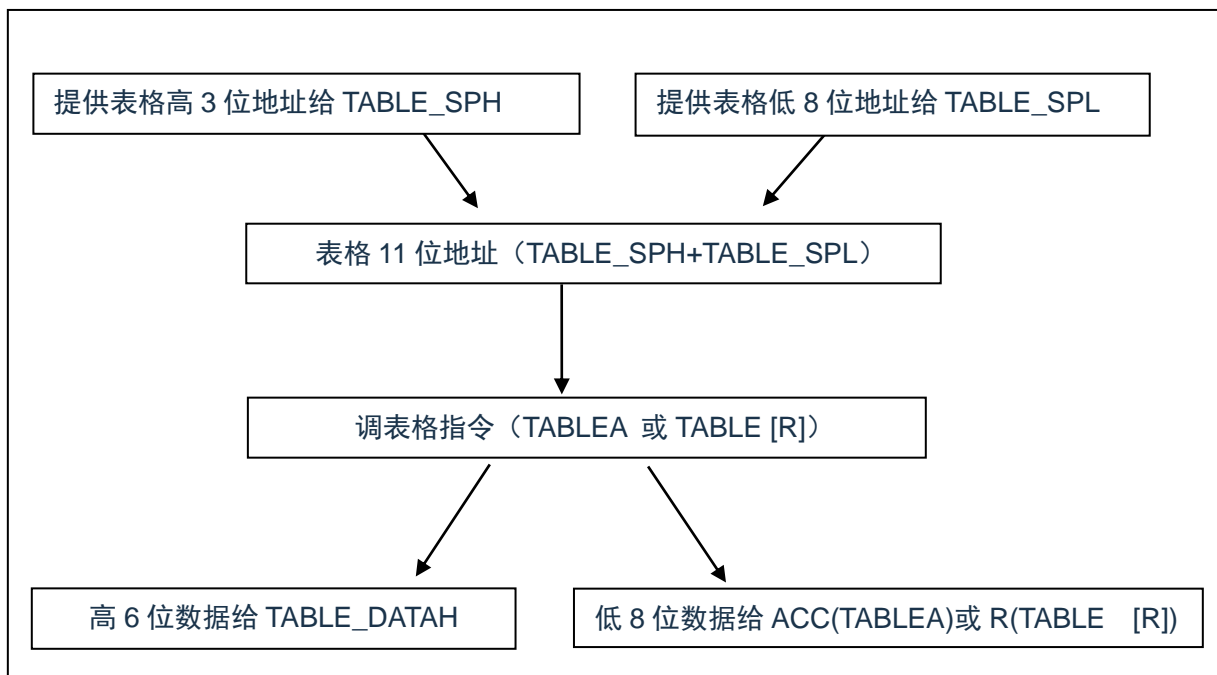 提供表格高 3 位地址给 TABLE_SPH
提供表格低 8 位地址给 TABLE_SPL
表格 11 位地址（TABLE_SPH+TABLE_SPL）
调表格指令（TABLEA 或 TABLE [R]）
高 6 位数据给 TABLE_DATAH
低 8 位数据给 ACC(TABLEA)或 R(TABLE [R])